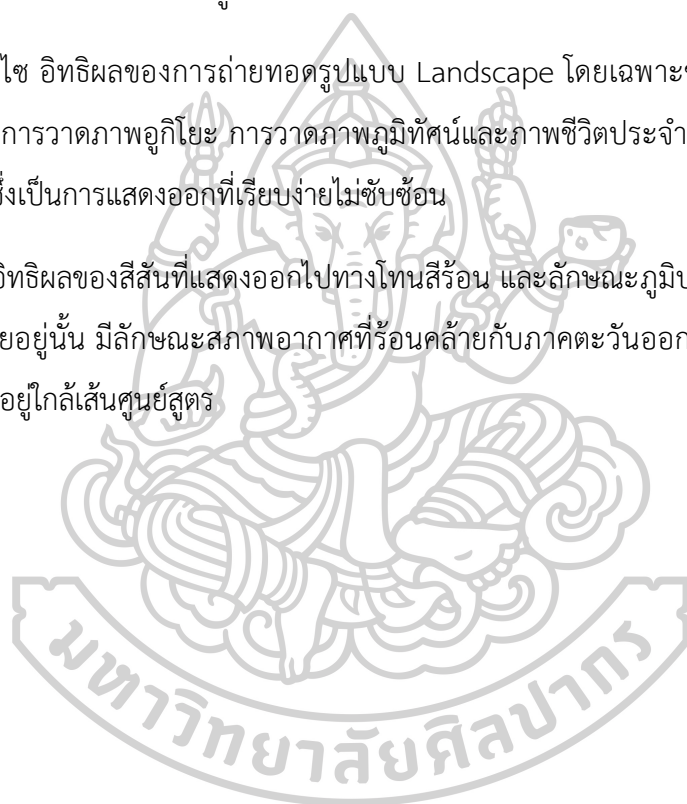 ไซ อิทธิผลของการถ่ายทอดรูปแบบ Landscape โดยเฉพาะ
การวาดภาพอูกิโยะ การวาดภาพภูมิทัศน์และภาพชีวิตประจำ
ซึ่งเป็นการแสดงออกที่เรียบง่ายไม่ซับซ้อน
อิทธิผลของสีสันที่แสดงออกไปทางโทนสีร้อน และลักษณะภูมิ
ยอยู่นั้น มีลักษณะสภาพอากาศที่ร้อนคล้ายกับภาคตะวันออก
อยู่ใกล้เส้นศูนย์สูตร
มหาวิทยาลัยศิลปากร